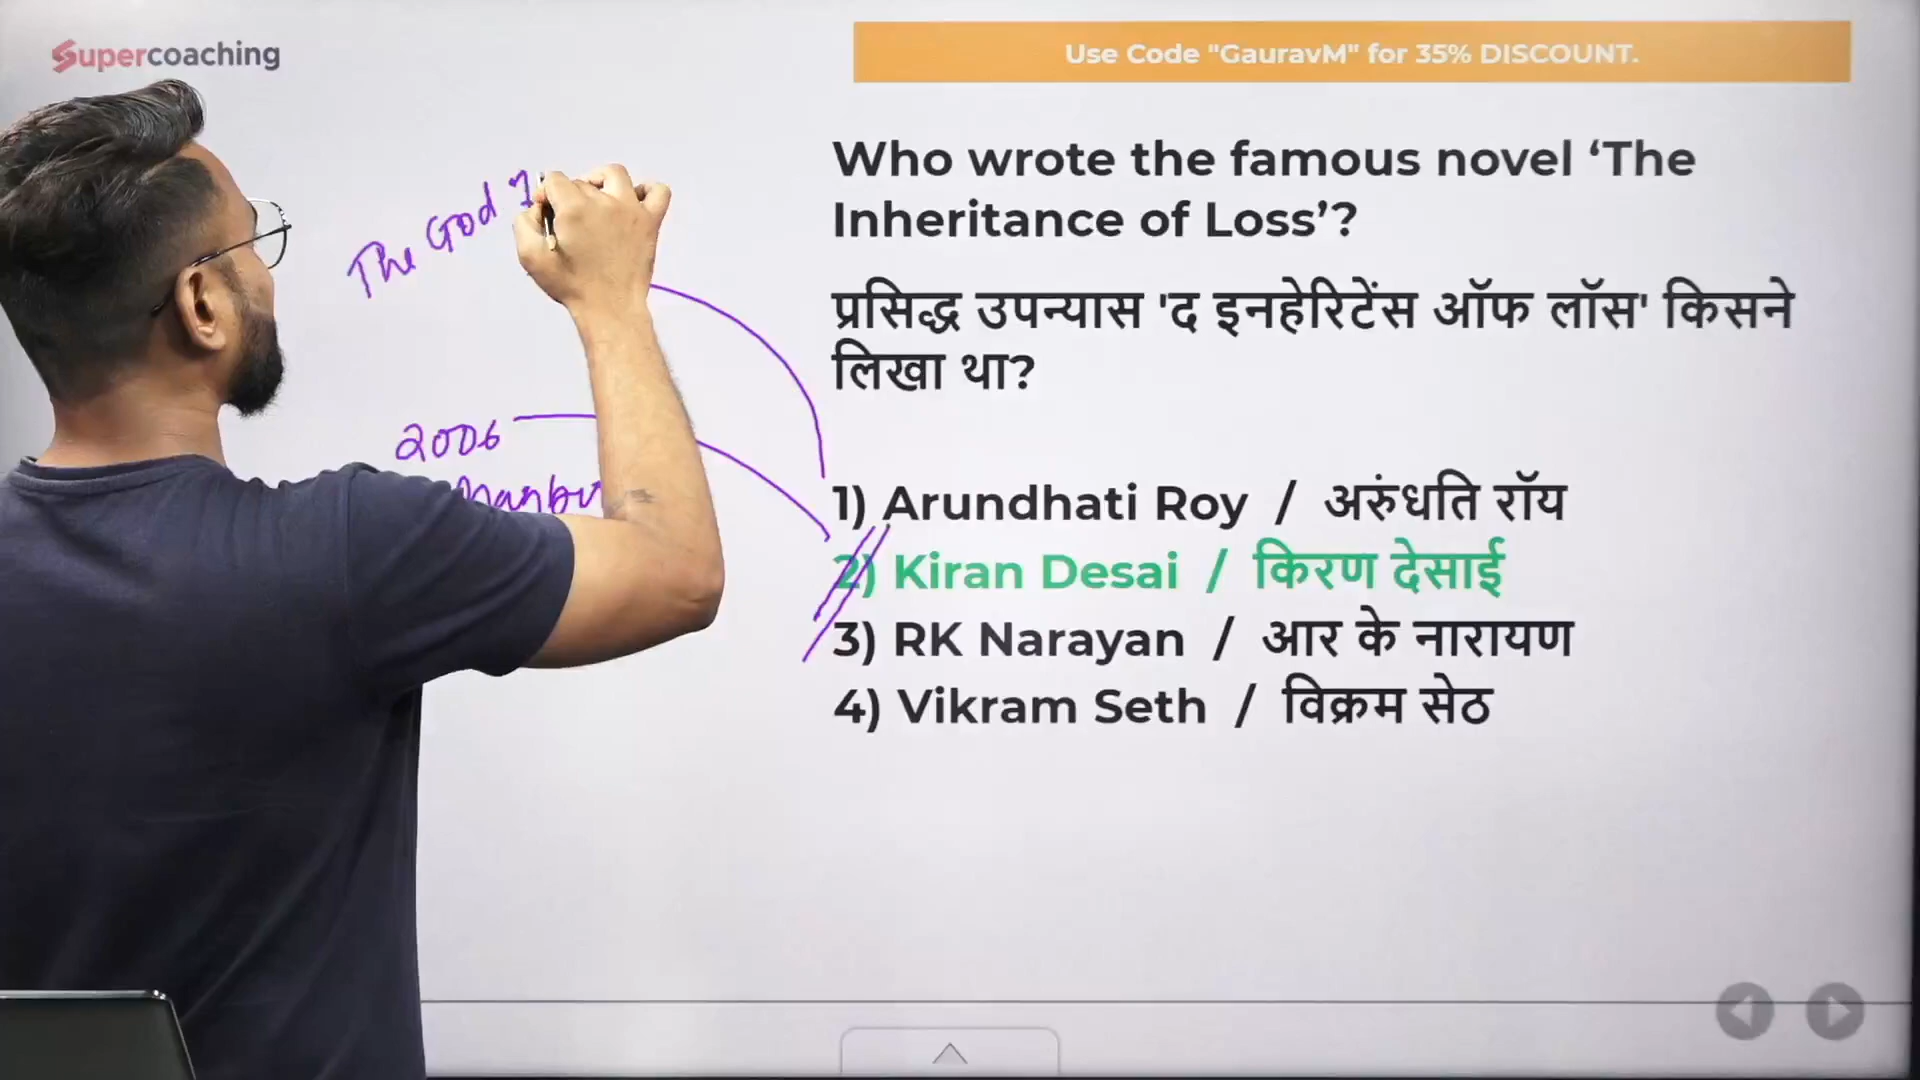 Supercoaching
Use Code "GauravM" for 35% DISCOUNT.
Who wrote the famous novel ‘The
Inheritance of Loss’?
प्रसिद्ध उपन्यास 'द इनहेरिटेंस ऑफ लॉस' किसने
लिखा था?
1) Arundhati Roy / अरुंधति रॉय
2) Kiran Desai / किरण देसाई
3) RK Narayan / आर के नारायण
4) Vikram Seth / विक्रम सेठ
The God
2006